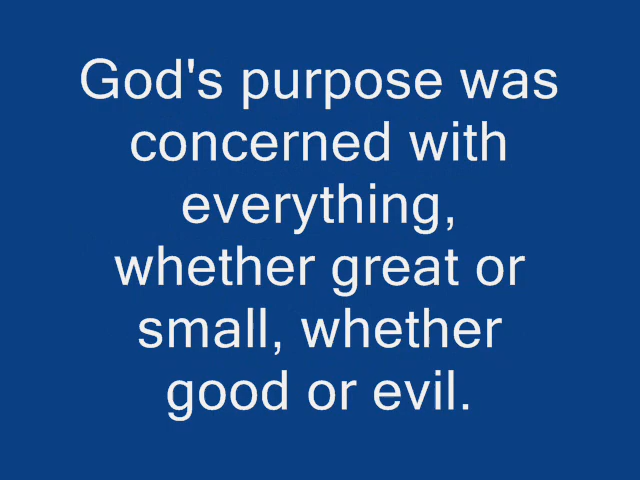 God's purpose was
concerned with
everything,
whether great or
small, whether
good or evil.